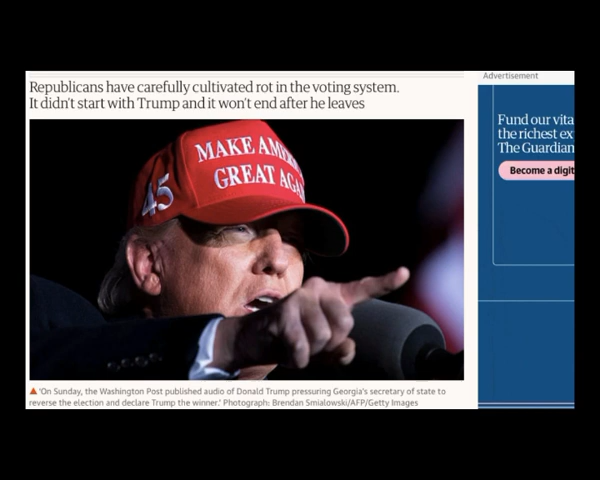 Republicans have carefully cultivated rot in the voting system.
It didn't start with Trump and it won't end after he leaves
Advertisement
Fund our vita
the richest ex
The Guardian
Become a digit
45
MAKE AMERI
GREAT AGA
▲ 'On Sunday, the Washington Post published audio of Donald Trump pressuring Georgia's secretary of state to
reverse the election and declare Trump the winner.' Photograph: Brendan Smialowski/AFP/Getty Images